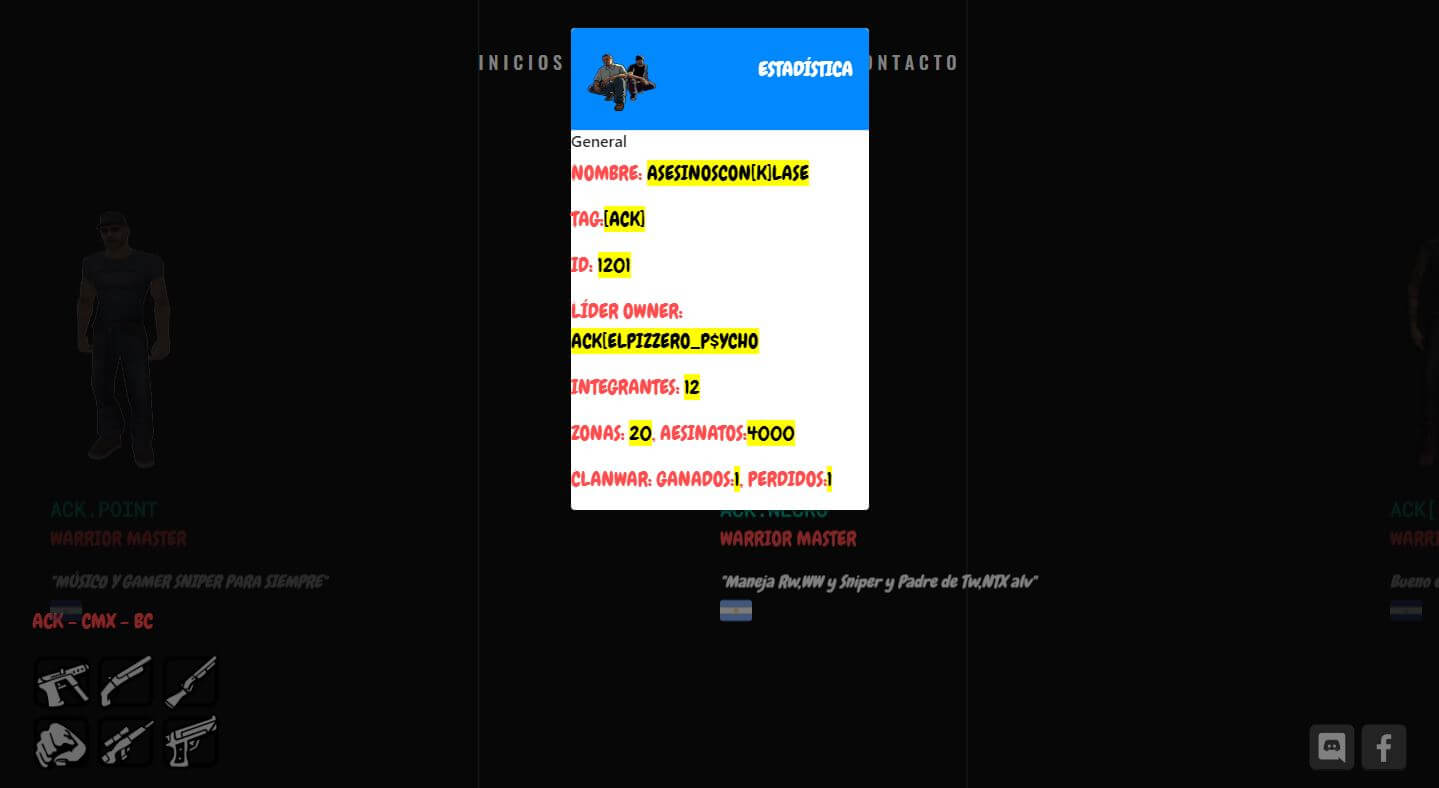 INICIOS
ONTACTO
ESTADÍSTICA
General
NOMBRE: ASESINOSCON[K]LASE
TAG:[ACK]
ID: 1201
LÍDER OWNER:
ACK[ELPIZZERO_P$YCHO
INTEGRANTES: 12
ZONAS: 20, AESINATOS:4000
CLANWAR: GANADOS:1, PERDIDOS:1
ACK.POINT
WARRIOR MASTER
"MÚSICO Y GAMER SNIPER PARA SIEMPRE"
ACK - CMX - BC
ACK.NEGRO
WARRIOR MASTER
"Maneja Rw,WW y Sniper y Padre de Tw,NTX alv"
ACK[
WARRI
Bueno